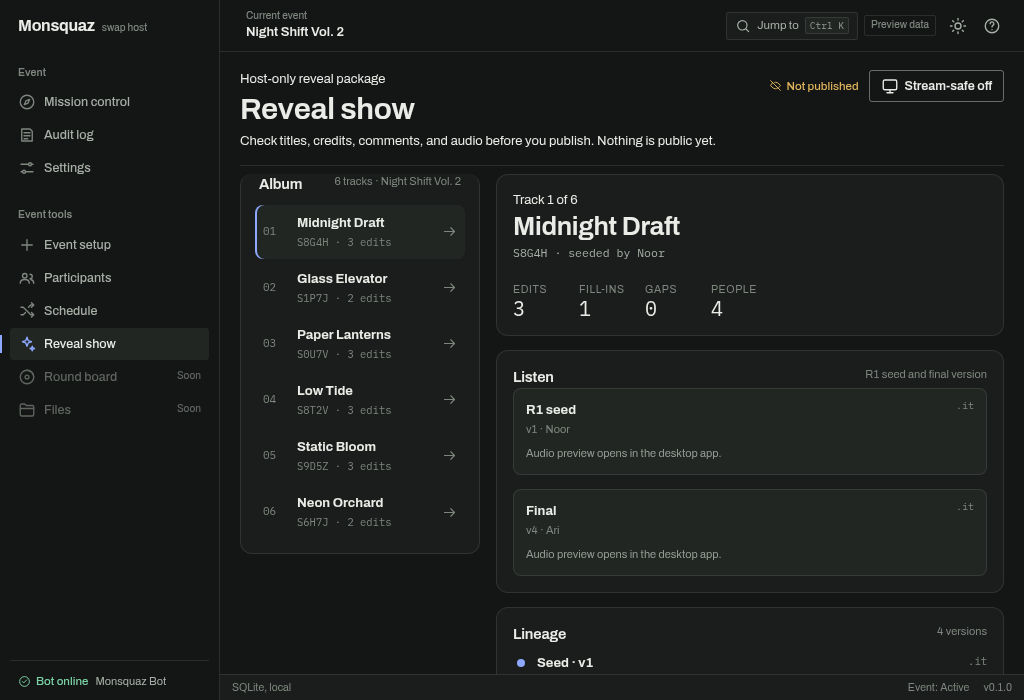 Monsquaz swap host
Event
Mission control
Audit log
Settings
Event tools
Event setup
Participants
Schedule
Reveal show
Round board Soon
Files Soon
Bot online Monsquaz Bot
Current event
Night Shift Vol. 2
Jump to Ctrl K
Preview data
Host-only reveal package
Reveal show
Check titles, credits, comments, and audio before you publish. Nothing is public yet.
Not published
Stream-safe off
Album 6 tracks · Night Shift Vol. 2
01 Midnight Draft
S8G4H · 3 edits
02 Glass Elevator
S1P7J · 2 edits
03 Paper Lanterns
S0U7V · 3 edits
04 Low Tide
S8T2V · 3 edits
05 Static Bloom
S9D5Z · 3 edits
06 Neon Orchard
S6H7J · 2 edits
Track 1 of 6
Midnight Draft
S8G4H · seeded by Noor
EDITS FILL-INS GAPS PEOPLE
3 1 0 4
Listen R1 seed and final version
R1 seed .it
v1 · Noor
Audio preview opens in the desktop app.
Final .it
v4 · Ari
Audio preview opens in the desktop app.
Lineage 4 versions
Seed · v1 .it
SQLite, local
Event: Active v0.1.0